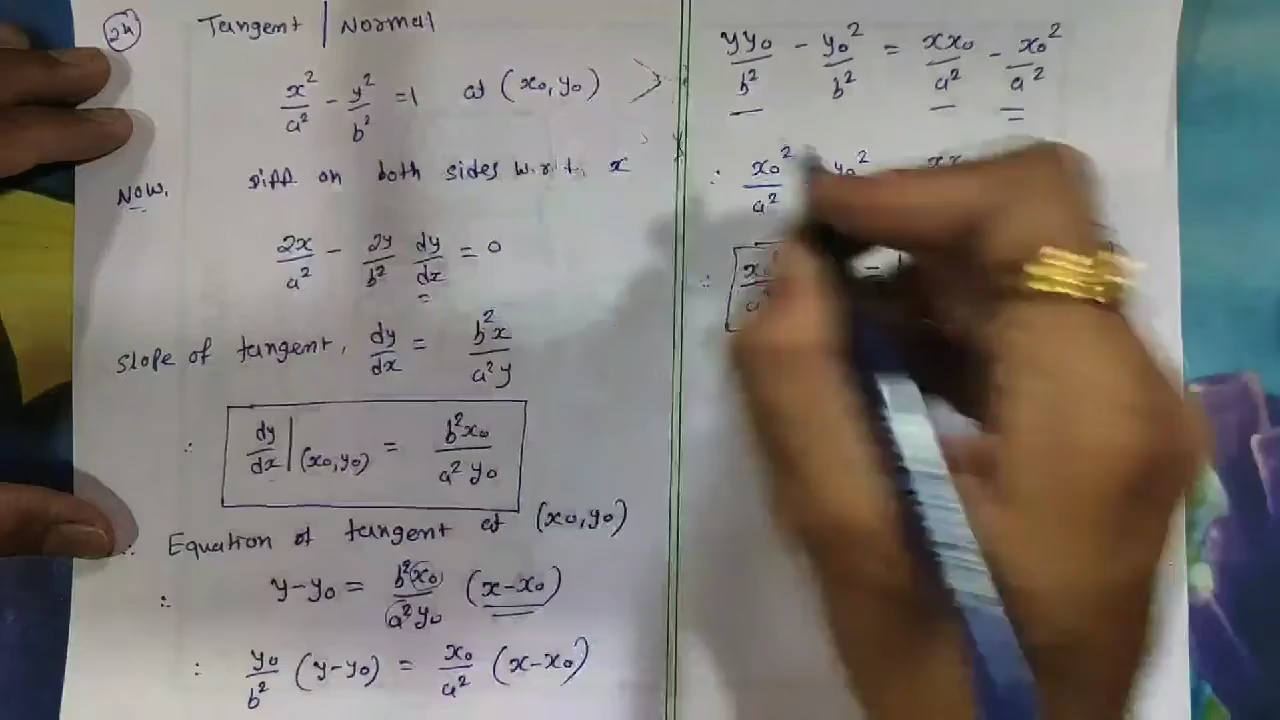 24 Tangent | Normal
x²/a² - y²/b² = 1 at (x₀, y₀)
Now, Diff on both sides w.r.t. x
2x/a² - 2y/b² dy/dx = 0
Slope of tangent, dy/dx = b²x/a²y
∴ dy/dx|(x₀,y₀) = b²x₀/a²y₀
∴ Equation of tangent at (x₀,y₀)
∴ y-y₀ = b²x₀/a²y₀ (x-x₀)
∴ y₀/b² (y-y₀) = x₀/a² (x-x₀)
yy₀/b² - y₀²/b² = xx₀/a² - x₀²/a²
∴ x₀²/a² y₀²
∴ = 1